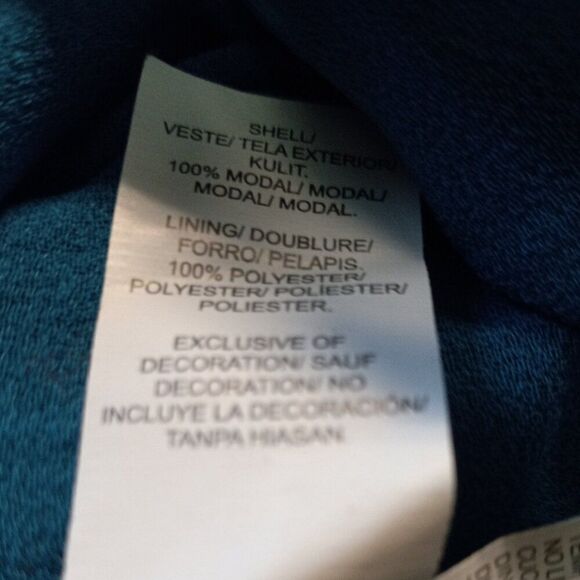 SHELL/
VESTE/ TELA EXTERIOR/
KULIT.
100% MODAL/ MODAL/
MODAL/ MODAL.
LINING/ DOUBLURE/
FORRO/ PELAPIS.
100% POLYESTER/
POLYESTER/ POLIESTER/
POLIESTER.
EXCLUSIVE OF
DECORATION/ SAUF
DECORATION/ NO
INCLUYE LA DECORACIÓN/
TANPA HIASAN.